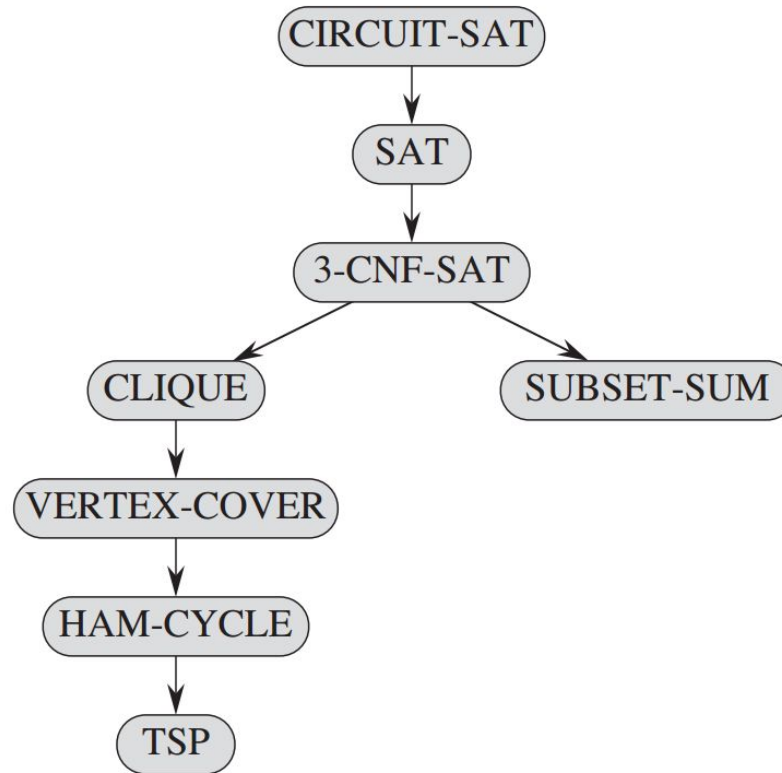 CIRCUIT-SAT
SAT
3-CNF-SAT
CLIQUE
SUBSET-SUM
VERTEX-COVER
HAM-CYCLE
TSP